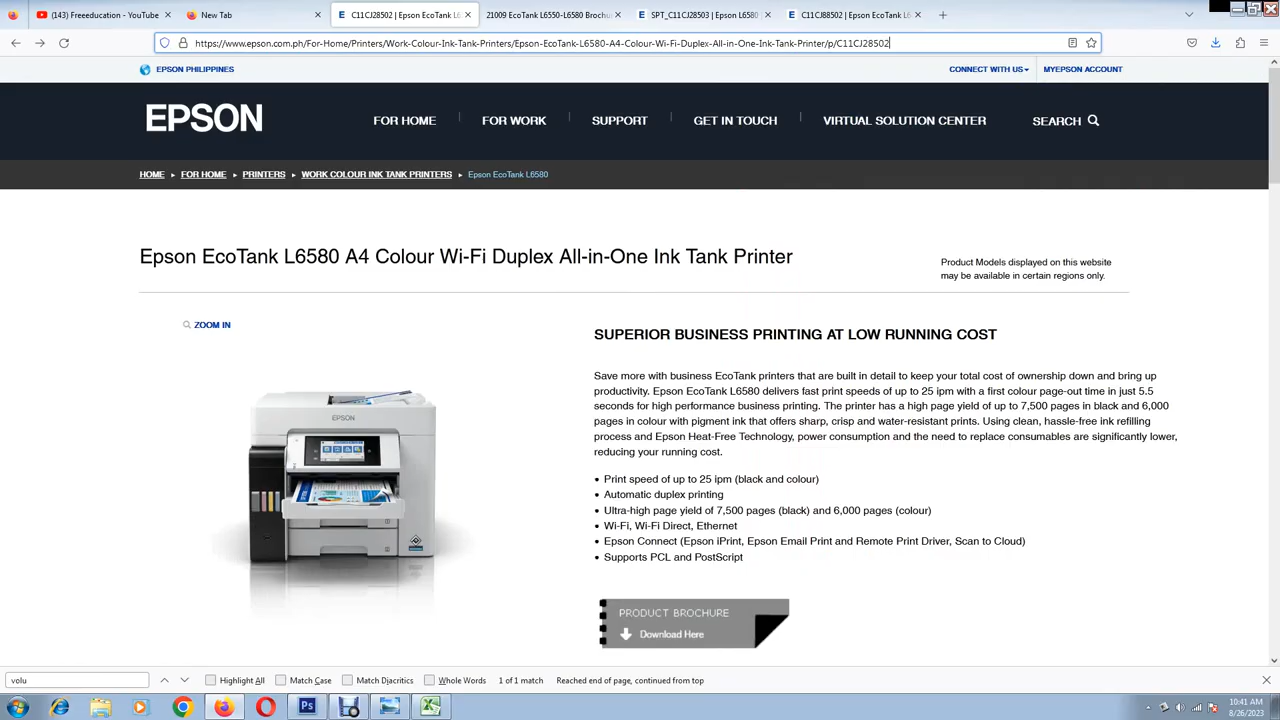 (143) Freeeducation - YouTube
New Tab
C11CJ28502 | Epson EcoTank L6
21009 EcoTank L6550-L6580 Brochu
SPT_C11CJ28503 | Epson L6580
C11CJ88502 | Epson EcoTank L6
https://www.epson.com.ph/For-Home/Printers/Work-Colour-Ink-Tank-Printers/Epson-EcoTank-L6580-A4-Colour-Wi-Fi-Duplex-All-in-One-Ink-Tank-Printer/p/C11CJ28502
EPSON PHILIPPINES
CONNECT WITH US
MYEPSON ACCOUNT
EPSON
FOR HOME
FOR WORK
SUPPORT
GET IN TOUCH
VIRTUAL SOLUTION CENTER
SEARCH
HOME
FOR HOME
PRINTERS
WORK COLOUR INK TANK PRINTERS
Epson EcoTank L6580
Epson EcoTank L6580 A4 Colour Wi-Fi Duplex All-in-One Ink Tank Printer
Product Models displayed on this website
may be available in certain regions only.
ZOOM IN
SUPERIOR BUSINESS PRINTING AT LOW RUNNING COST
Save more with business EcoTank printers that are built in detail to keep your total cost of ownership down and bring up
productivity. Epson EcoTank L6580 delivers fast print speeds of up to 25 ipm with a first colour page-out time in just 5.5
seconds for high performance business printing. The printer has a high page yield of up to 7,500 pages in black and 6,000
pages in colour with pigment ink that offers sharp, crisp and water-resistant prints. Using clean, hassle-free ink refilling
process and Epson Heat-Free Technology, power consumption and the need to replace consumables are significantly lower,
reducing your running cost.
• Print speed of up to 25 ipm (black and colour)
• Automatic duplex printing
• Ultra-high page yield of 7,500 pages (black) and 6,000 pages (colour)
• Wi-Fi, Wi-Fi Direct, Ethernet
• Epson Connect (Epson iPrint, Epson Email Print and Remote Print Driver, Scan to Cloud)
• Supports PCL and PostScript
EPSON
PRODUCT BROCHURE
Download Here
volu
Highlight All
Match Case
Match Diacritics
Whole Words
1 of 1 match
Reached end of page, continued from top
Ps
10:41 AM
8/26/2023